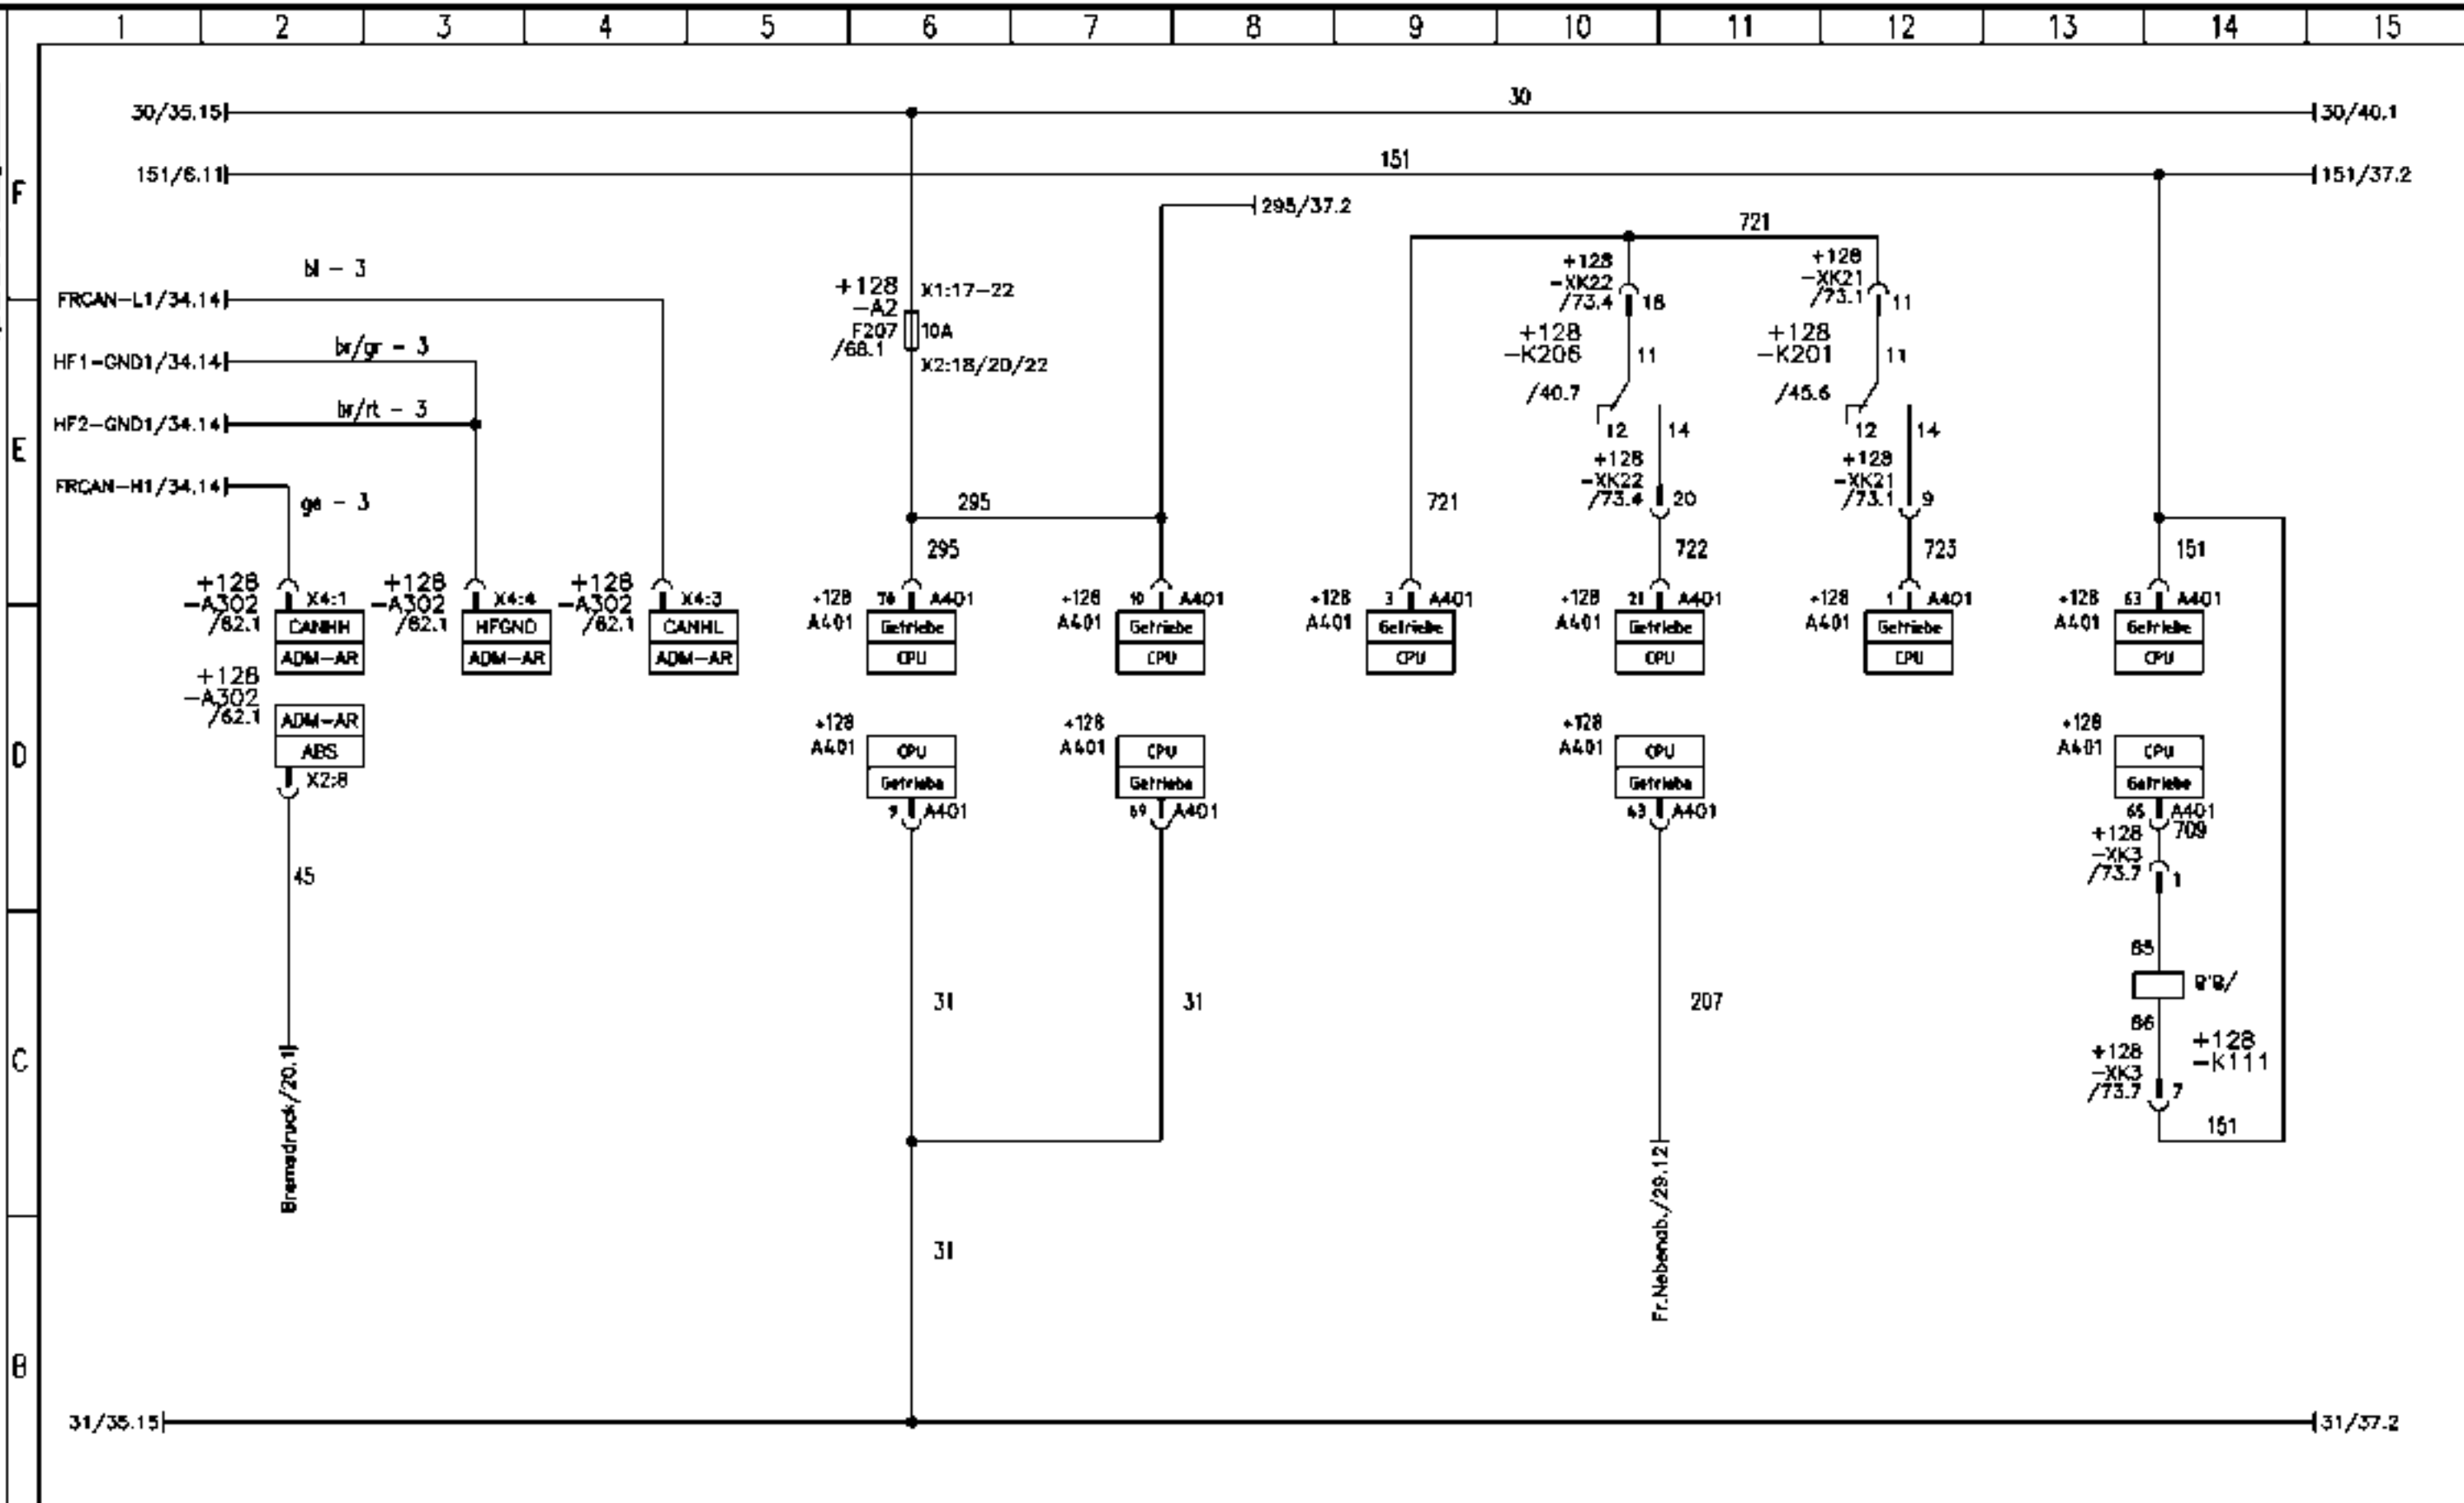 1 2 3 4 5 6 7 8 9 10 11 12 13 14 15
30/35.15
30
30/40.1
151/6.11
151
151/37.2
F
295/37.2
721
bl - 3
FRCAN-L1/34.14
br/gr - 3
HF1-GND1/34.14
br/rt - 3
HF2-GND1/34.14
FRCAN-H1/34.14
ge - 3
E
+128
-A2
F207
/68.1
X1:17-22
10A
X2:18/20/22
+128
-XK22
/73.4
18
+128
-K206
11
/40.7
12
14
+128
-XK22
/73.4
20
+128
-XK21
/73.1
11
+128
-K201
11
/45.6
12
14
+128
-XK21
/73.1
9
295
295
721
722
723
151
+128
-A302
/62.1
X4:1
CANHH
ADM-AR
+128
-A302
/62.1
X4:4
HFGND
ADM-AR
+128
-A302
/62.1
X4:3
CANHL
ADM-AR
+128
A401
A401
Getriebe
CPU
+128
A401
10
A401
Getriebe
CPU
+128
A401
3
A401
Getriebe
CPU
+128
A401
21
A401
Getriebe
CPU
+128
A401
1
A401
Getriebe
CPU
+128
A401
63
A401
Getriebe
CPU
+128
-A302
/62.1
ADM-AR
ABS
X2:8
D
+128
A401
CPU
Getriebe
9
A401
+128
A401
CPU
Getriebe
69
A401
+128
A401
CPU
Getriebe
43
A401
+128
A401
CPU
Getriebe
65
A401
709
+128
-XK3
/73.7
1
45
85
31
31
207
86
+128
-K111
C
+128
-XK3
/73.7
7
151
Bremsdruck/20.1
Fr.Nebenab./29.12
31
B
31/35.15
31/37.2